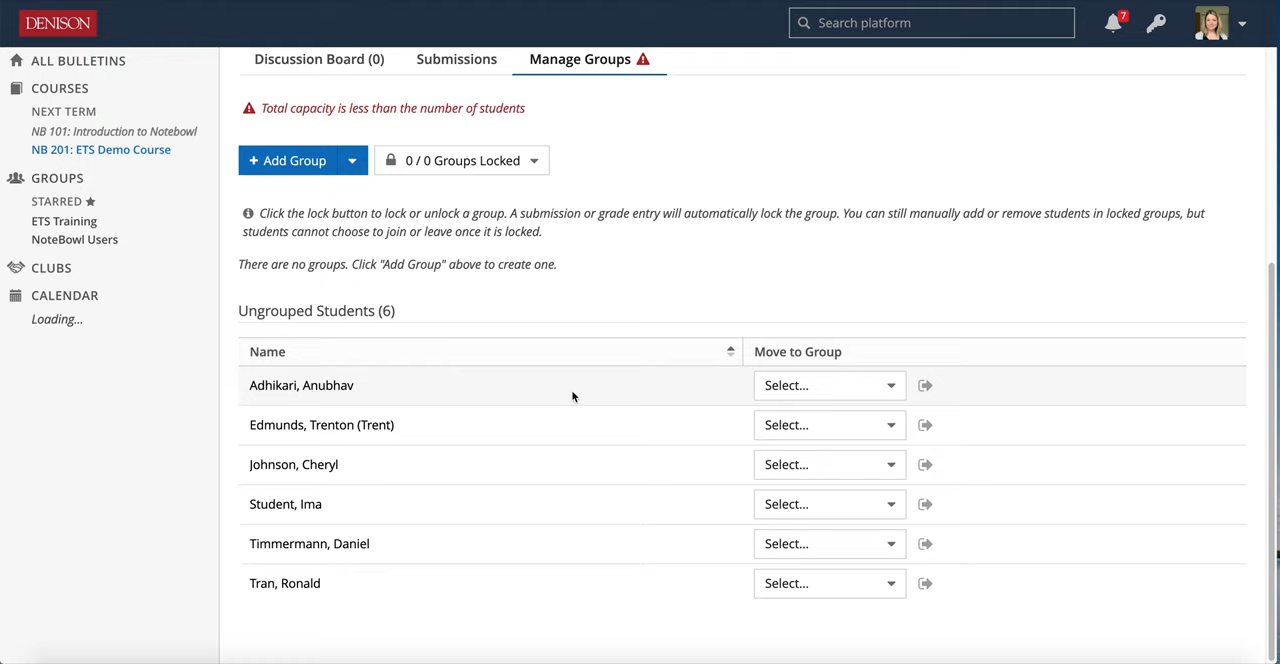 DENISON
Search platform
7
ALL BULLETINS
COURSES
NEXT TERM
NB 101: Introduction to Notebowl
NB 201: ETS Demo Course
GROUPS
STARRED
ETS Training
NoteBowl Users
CLUBS
CALENDAR
Loading...
Discussion Board (0) Submissions Manage Groups
Total capacity is less than the number of students
+ Add Group 0 / 0 Groups Locked
Click the lock button to lock or unlock a group. A submission or grade entry will automatically lock the group. You can still manually add or remove students in locked groups, but
students cannot choose to join or leave once it is locked.
There are no groups. Click "Add Group" above to create one.
Ungrouped Students (6)
Name Move to Group
Adhikari, Anubhav Select...
Edmunds, Trenton (Trent) Select...
Johnson, Cheryl Select...
Student, Ima Select...
Timmermann, Daniel Select...
Tran, Ronald Select...